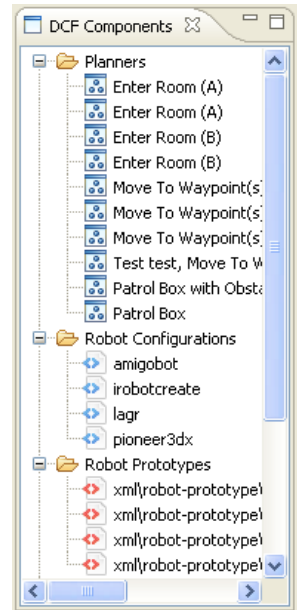 DCF Components
Planners
Enter Room (A)
Enter Room (A)
Enter Room (B)
Enter Room (B)
Move To Waypoint(s
Move To Waypoint(s
Move To Waypoint(s
Test test, Move To W
Patrol Box with Obsta
Patrol Box
Robot Configurations
amigobot
irobotcreate
lagr
pioneer3dx
Robot Prototypes
xml\robot-prototype\
xml\robot-prototype\
xml\robot-prototype\
xml\robot-prototype\